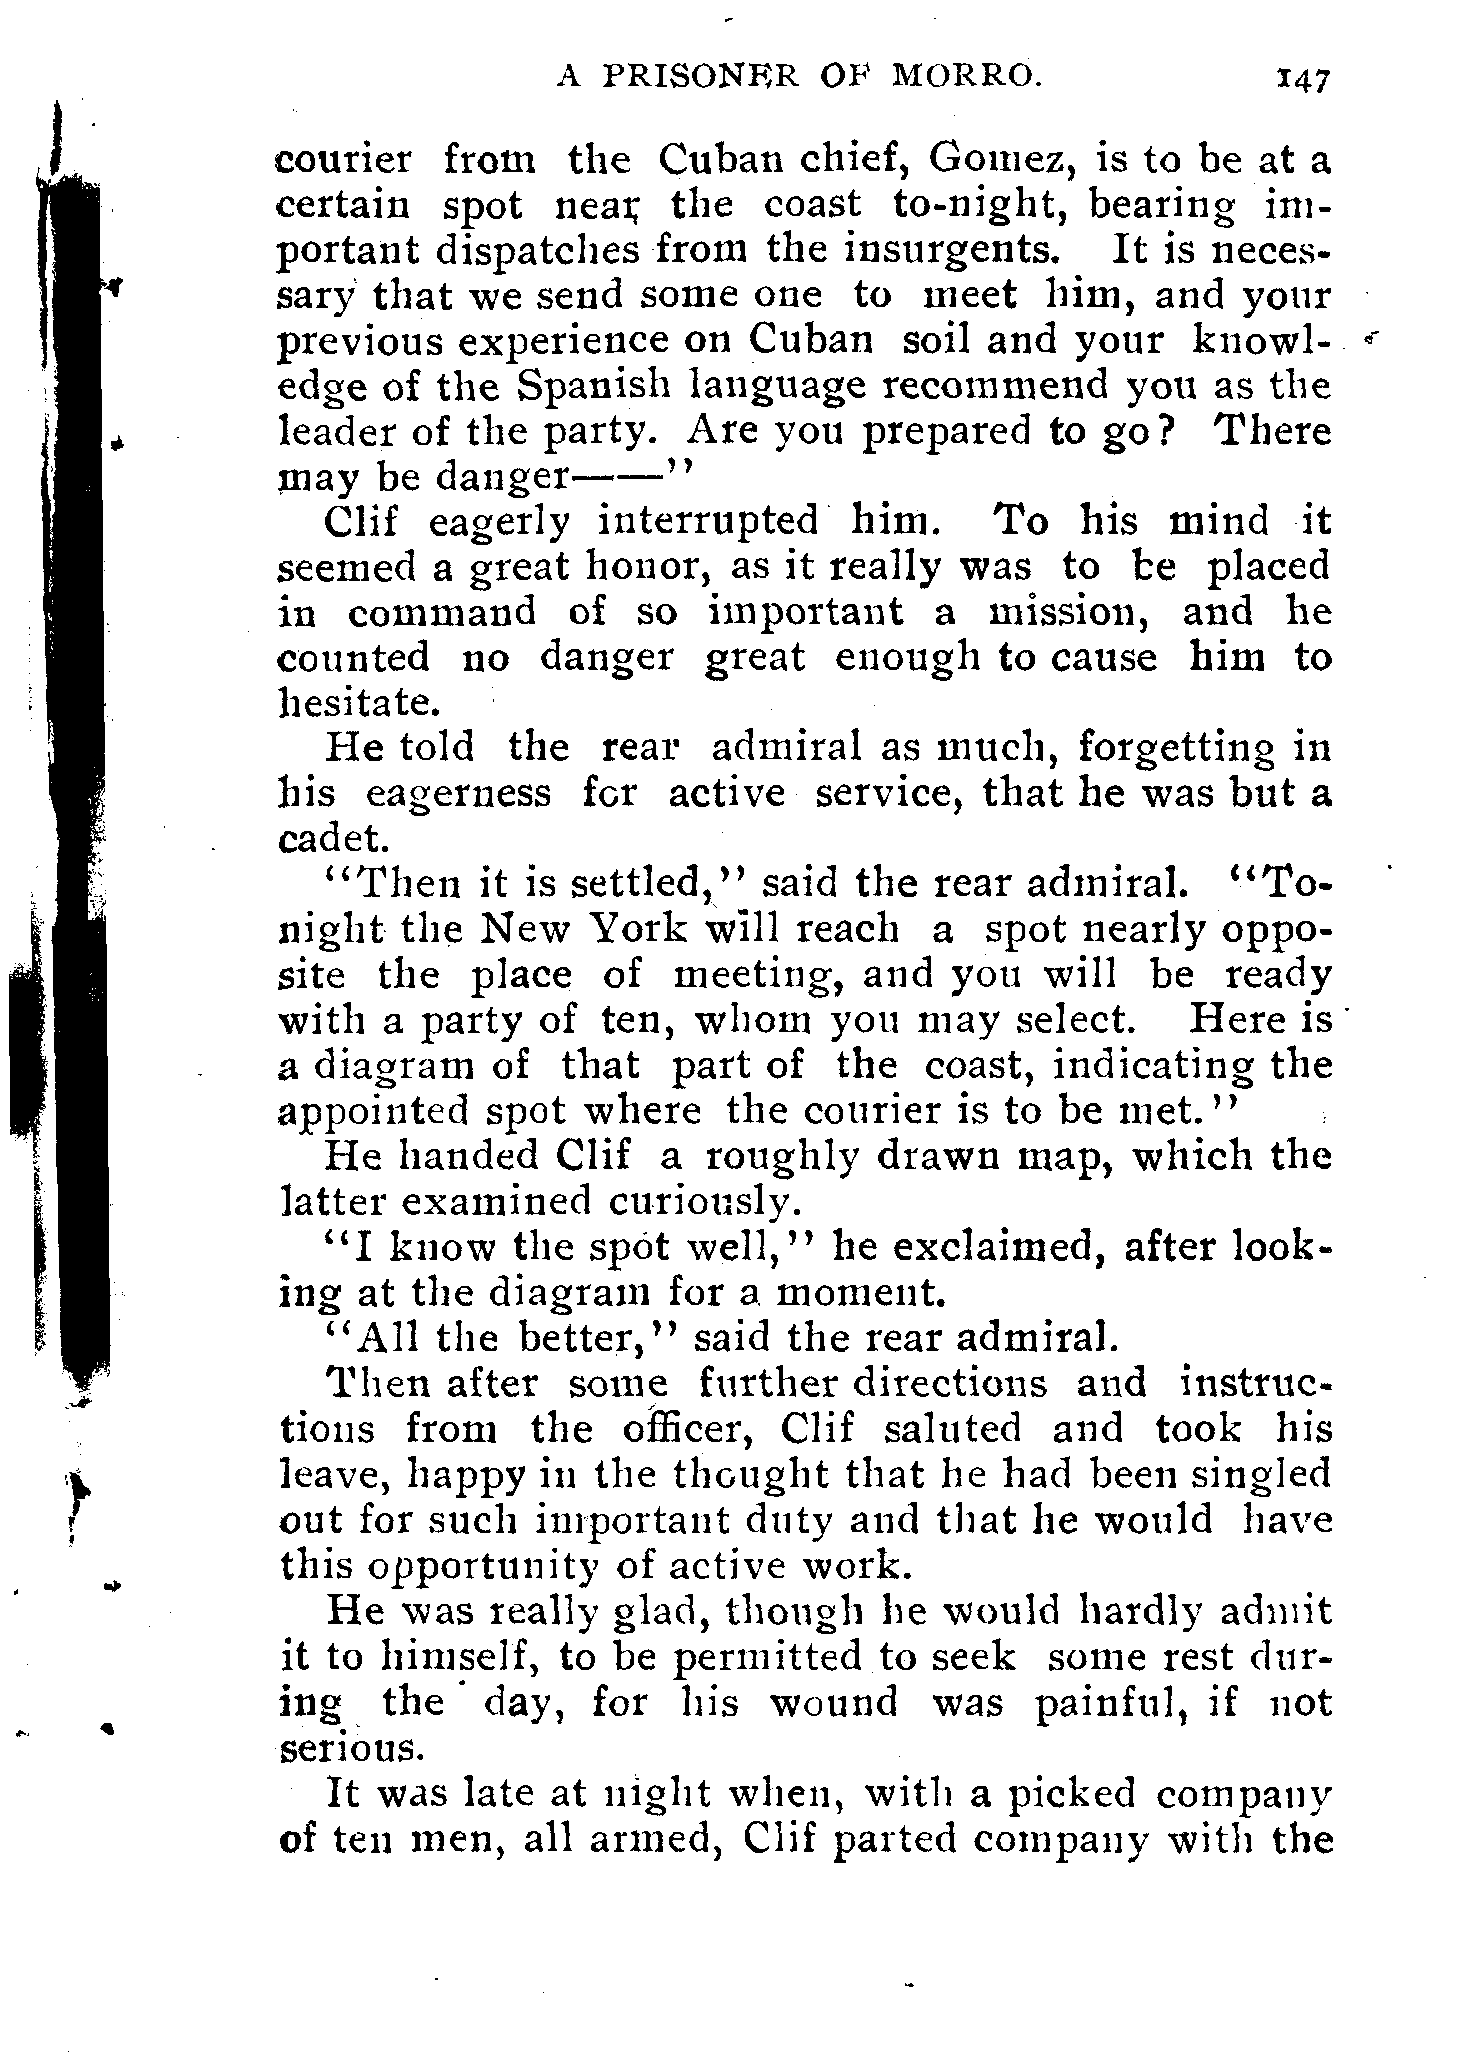 A PRISONER OF MORRO. 147
courier from the Cuban chief, Gomez, is to be at a
certain spot near the coast to-night, bearing im-
portant dispatches from the insurgents. It is neces-
sary that we send some one to meet him, and your
previous experience on Cuban soil and your knowl-
edge of the Spanish language recommend you as the
leader of the party. Are you prepared to go? There
may be danger——"
Clif eagerly interrupted him. To his mind it
seemed a great honor, as it really was to be placed
in command of so important a mission, and he
counted no danger great enough to cause him to
hesitate.
He told the rear admiral as much, forgetting in
his eagerness for active service, that he was but a
cadet.
"Then it is settled," said the rear admiral. "To-
night the New York will reach a spot nearly oppo-
site the place of meeting, and you will be ready
with a party of ten, whom you may select. Here is
a diagram of that part of the coast, indicating the
appointed spot where the courier is to be met."
He handed Clif a roughly drawn map, which the
latter examined curiously.
"I know the spot well," he exclaimed, after look-
ing at the diagram for a moment.
"All the better," said the rear admiral.
Then after some further directions and instruc-
tions from the officer, Clif saluted and took his
leave, happy in the thought that he had been singled
out for such important duty and that he would have
this opportunity of active work.
He was really glad, though he would hardly admit
it to himself, to be permitted to seek some rest dur-
ing the day, for his wound was painful, if not
serious.
It was late at night when, with a picked company
of ten men, all armed, Clif parted company with the